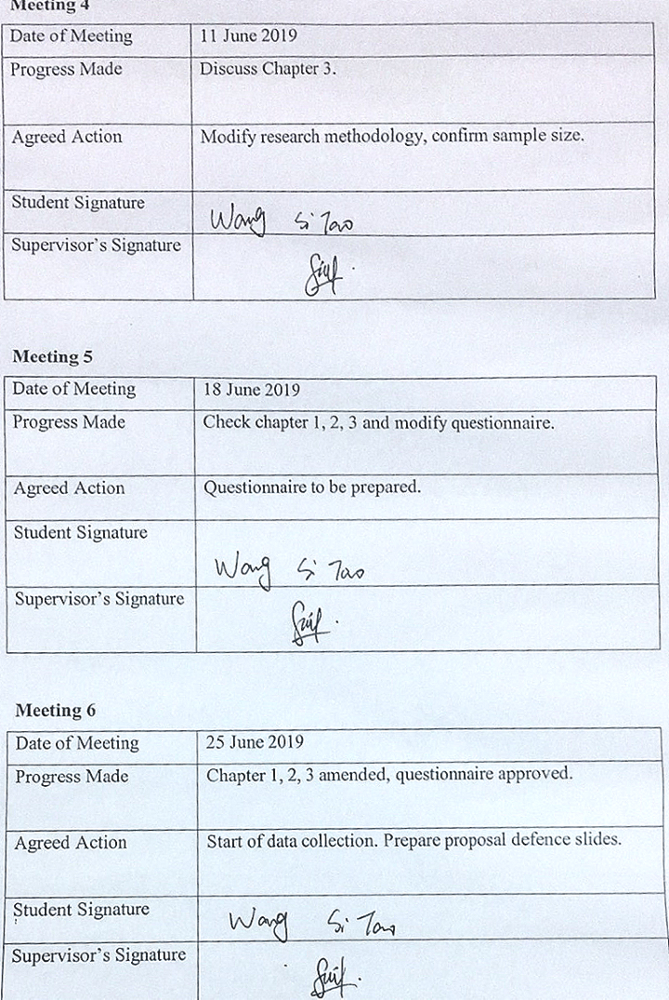 Meeting 4
Date of Meeting 11 June 2019
Progress Made Discuss Chapter 3.
Agreed Action Modify research methodology, confirm sample size.
Student Signature Wang Si Tao
Supervisor's Signature
Meeting 5
Date of Meeting 18 June 2019
Progress Made Check chapter 1, 2, 3 and modify questionnaire.
Agreed Action Questionnaire to be prepared.
Student Signature Wang Si Tao
Supervisor's Signature
Meeting 6
Date of Meeting 25 June 2019
Progress Made Chapter 1, 2, 3 amended, questionnaire approved.
Agreed Action Start of data collection. Prepare proposal defence slides.
Student Signature Wang Si Tao
Supervisor's Signature